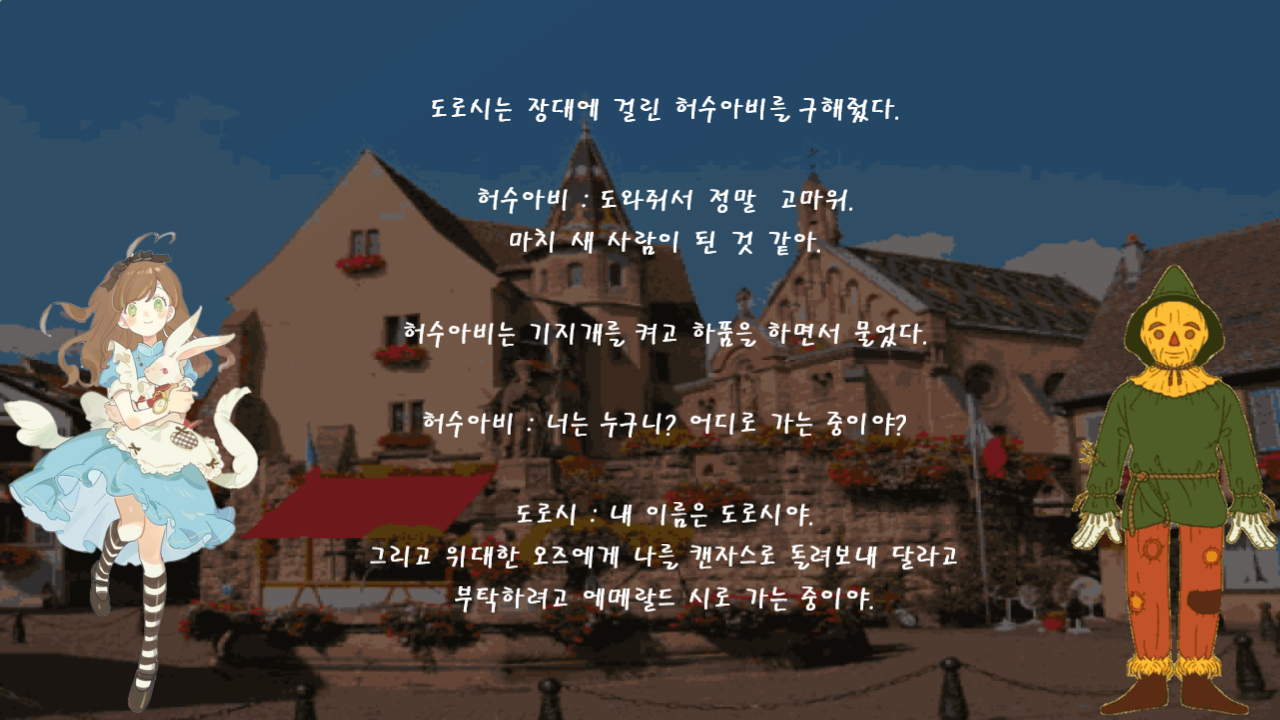 도로시는 장대에 걸린 허수아비를 구해줬다.
허수아비 : 도와줘서 정말 고마워.
마치 새 사람이 된 것 같아.
허수아비는 기지개를 켜고 하품을 하면서 물었다.
허수아비 : 너는 누구니? 어디로 가는 중이야?
도로시 : 내 이름은 도로시야.
그리고 위대한 오즈에게 나를 캔자스로 돌려보내 달라고
부탁하려고 에메랄드 시로 가는 중이야.